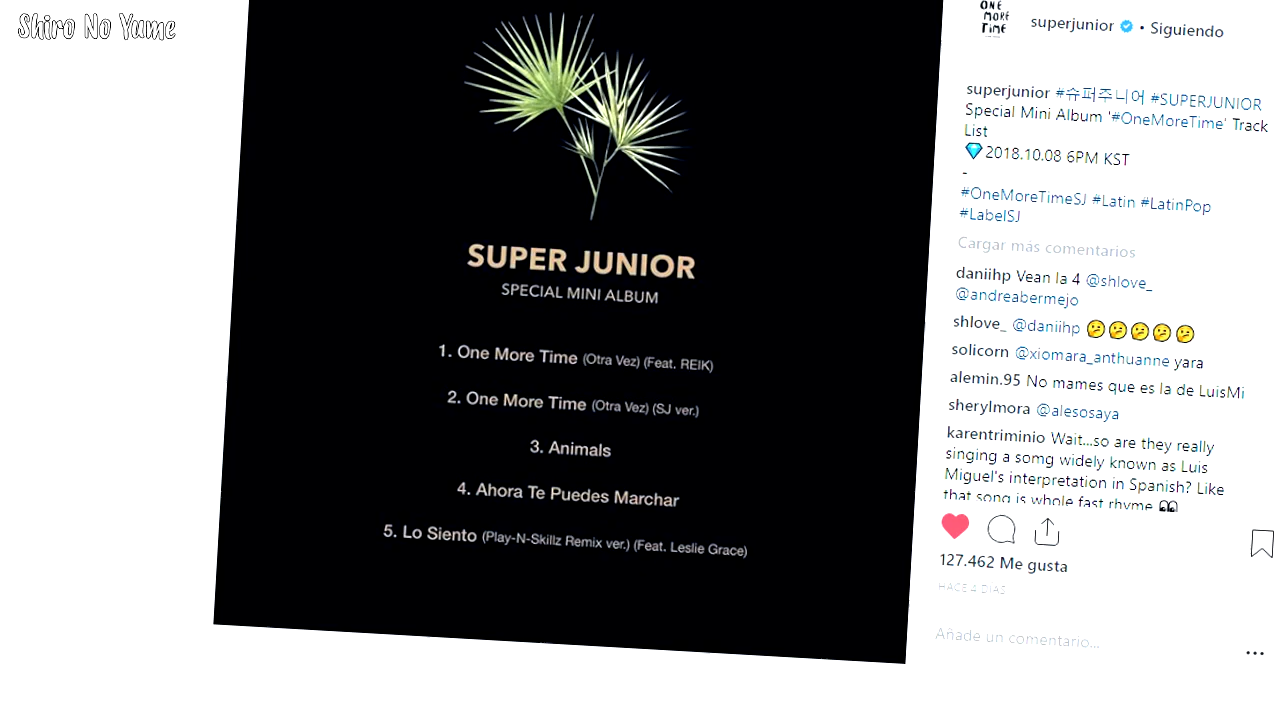 Shiro No Yume
SUPER JUNIOR
SPECIAL MINI ALBUM
1. One More Time (Otra Vez) (Feat. REIK)
2. One More Time (Otra Vez) (SJ ver.)
3. Animals
4. Ahora Te Puedes Marchar
5. Lo Siento (Play-N-Skillz Remix ver.) (Feat. Leslie Grace)
ONE
MORE
TIME
superjunior • Siguiendo
superjunior #슈퍼주니어 #SUPERJUNIOR
Special Mini Album '#OneMoreTime' Track
List
💎2018.10.08 6PM KST
-
#OneMoreTimeSJ #Latin #LatinPop
#LabelSJ
Cargar más comentarios
daniihp Vean la 4 @shlove_
@andreabermejo
shlove_ @daniihp 🤔🤔🤔🤔🤔
solicorn @xiomara_anthuanne yara
alemin.95 No mames que es la de LuisMi
sherylmora @alesosaya
karentriminio Wait...so are they really
singing a somg widely known as Luis
Miguel's interpretation in Spanish? Like
that song is whole fast rhyme 👀
127.462 Me gusta
HACE 4 DÍAS
Añade un comentario...